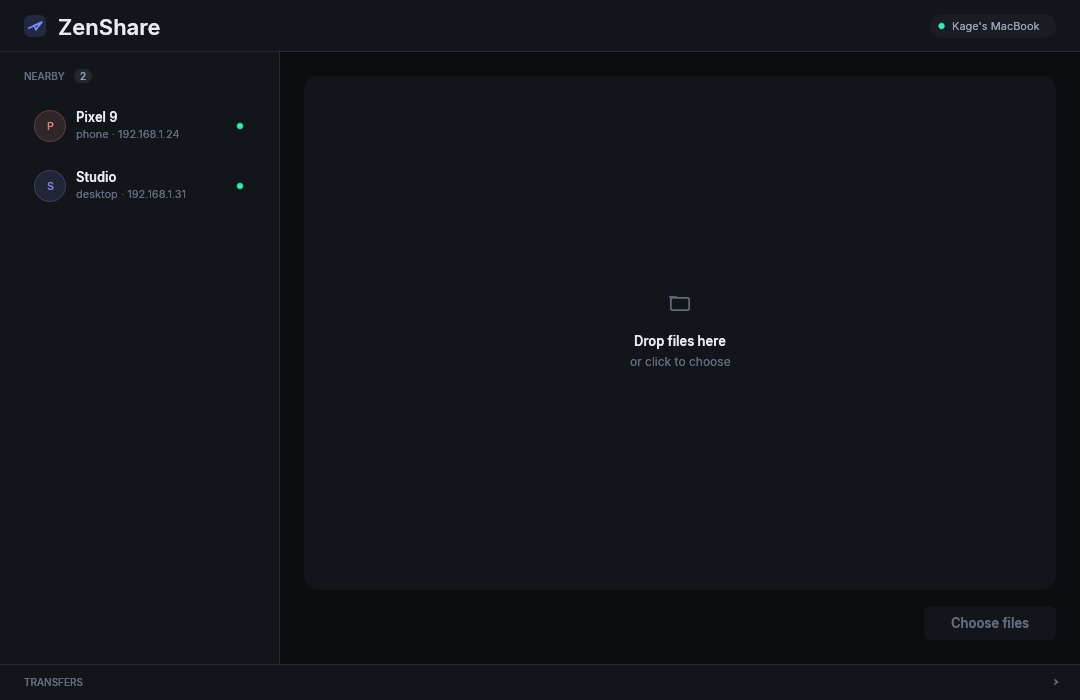 ZenShare
Kage's MacBook
NEARBY 2
P
Pixel 9
phone · 192.168.1.24
S
Studio
desktop · 192.168.1.31
Drop files here
or click to choose
Choose files
TRANSFERS